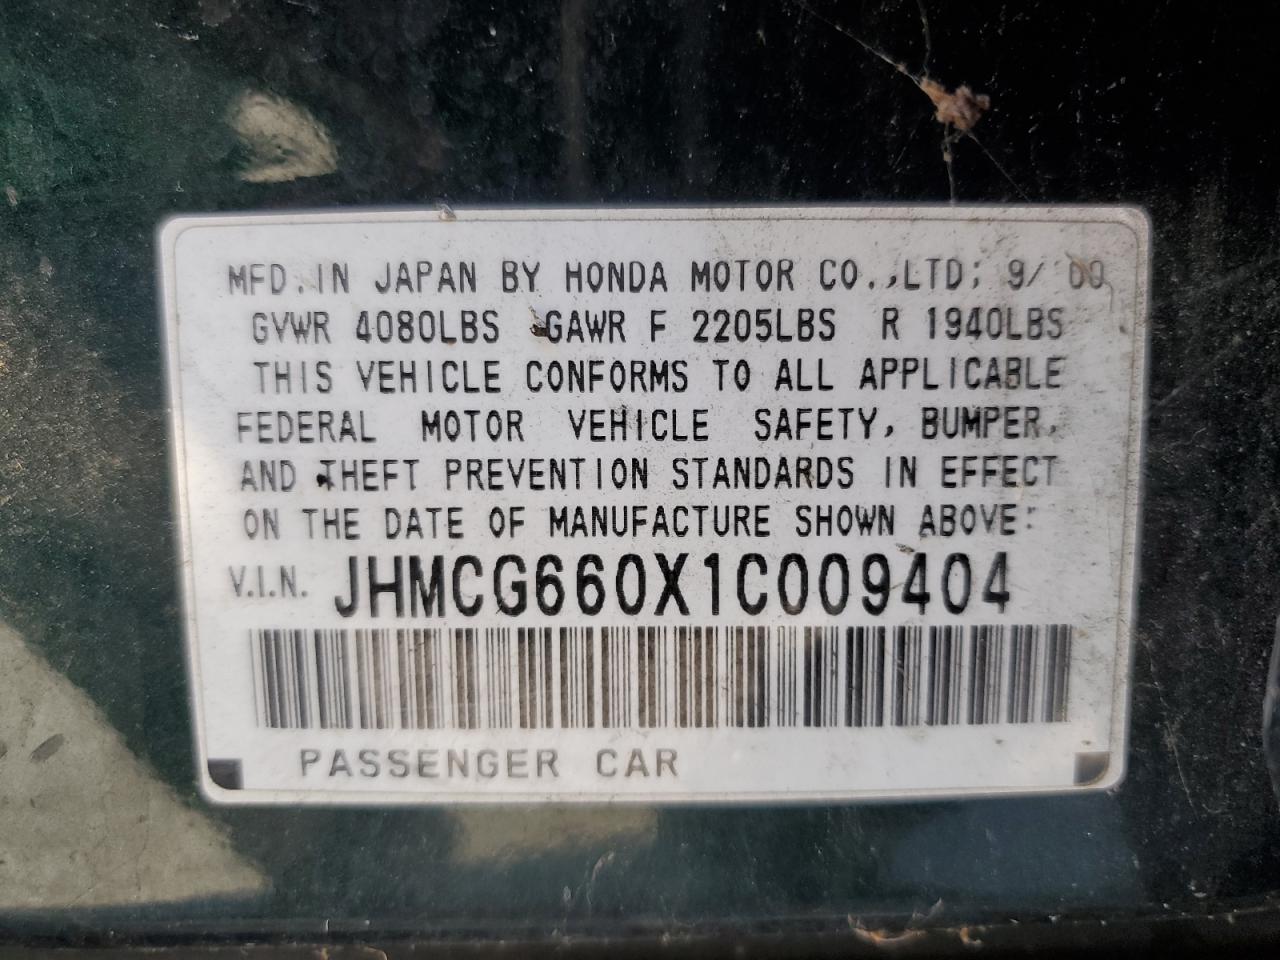 MFD. IN JAPAN BY HONDA MOTOR CO., LTD; 9/'00
GVWR 4080LBS GAWR F 2205LBS R 1940LBS
THIS VEHICLE CONFORMS TO ALL APPLICABLE
FEDERAL MOTOR VEHICLE SAFETY, BUMPER,
AND THEFT PREVENTION STANDARDS IN EFFECT
ON THE DATE OF MANUFACTURE SHOWN ABOVE:
V.I.N. JHMCG660X1C009404
PASSENGER CAR